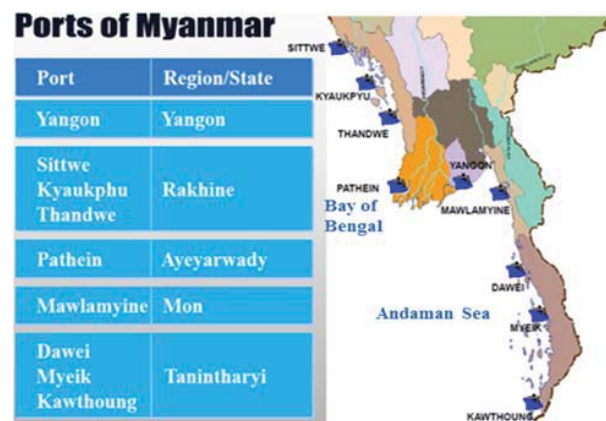 Ports of Myanmar
Port Region/State
Yangon Yangon
Sittwe
Kyaukphu
Thandwe
Rakhine
Pathein Ayeyarwady
Mawlamyine Mon
Dawei
Myeik
Kawthoung
Tanintharyi
SITTWE
KYAUKPYU
THANDWE
YANGON
PATHEIN
MAWLAMYINE
Bay of
Bengal
DAWEI
Andaman Sea
MYEIK
KAWTHOUNG